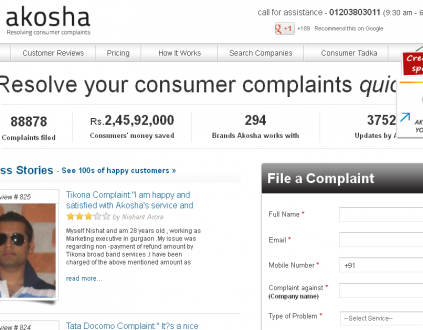 akosha
Resolving consumer complaints
call for assistance - 01203803011 (9:30 am - 6
+1 +189 Recommend this on Google
Customer Reviews Pricing How It Works Search Companies Consumer Tadka
Resolve your consumer complaints quic
88878 Rs.2,45,92,000 294 3752
Complaints filed Consumers' money saved Brands Akosha works with Updates by A
ss Stories - See 100s of happy customers »
view # 825
Tikona Complaint:"I am happy and
satisfied with Akosha's service and
by Nishant Arora
Myself Nishat and am 28 years old , working as
Marketing executive in gurgaon .My issue was
regarding non -payment of refund amount by
Tikona broad band services .I have been
charged of the above mentioned amount as
read more...
view # 824
Tata Docomo Complaint:" It?s a nice
File a Complaint
Full Name *
Email *
Mobile Number * +91
Complaint against *
(Company name)
Type of Problem * --Select Service--